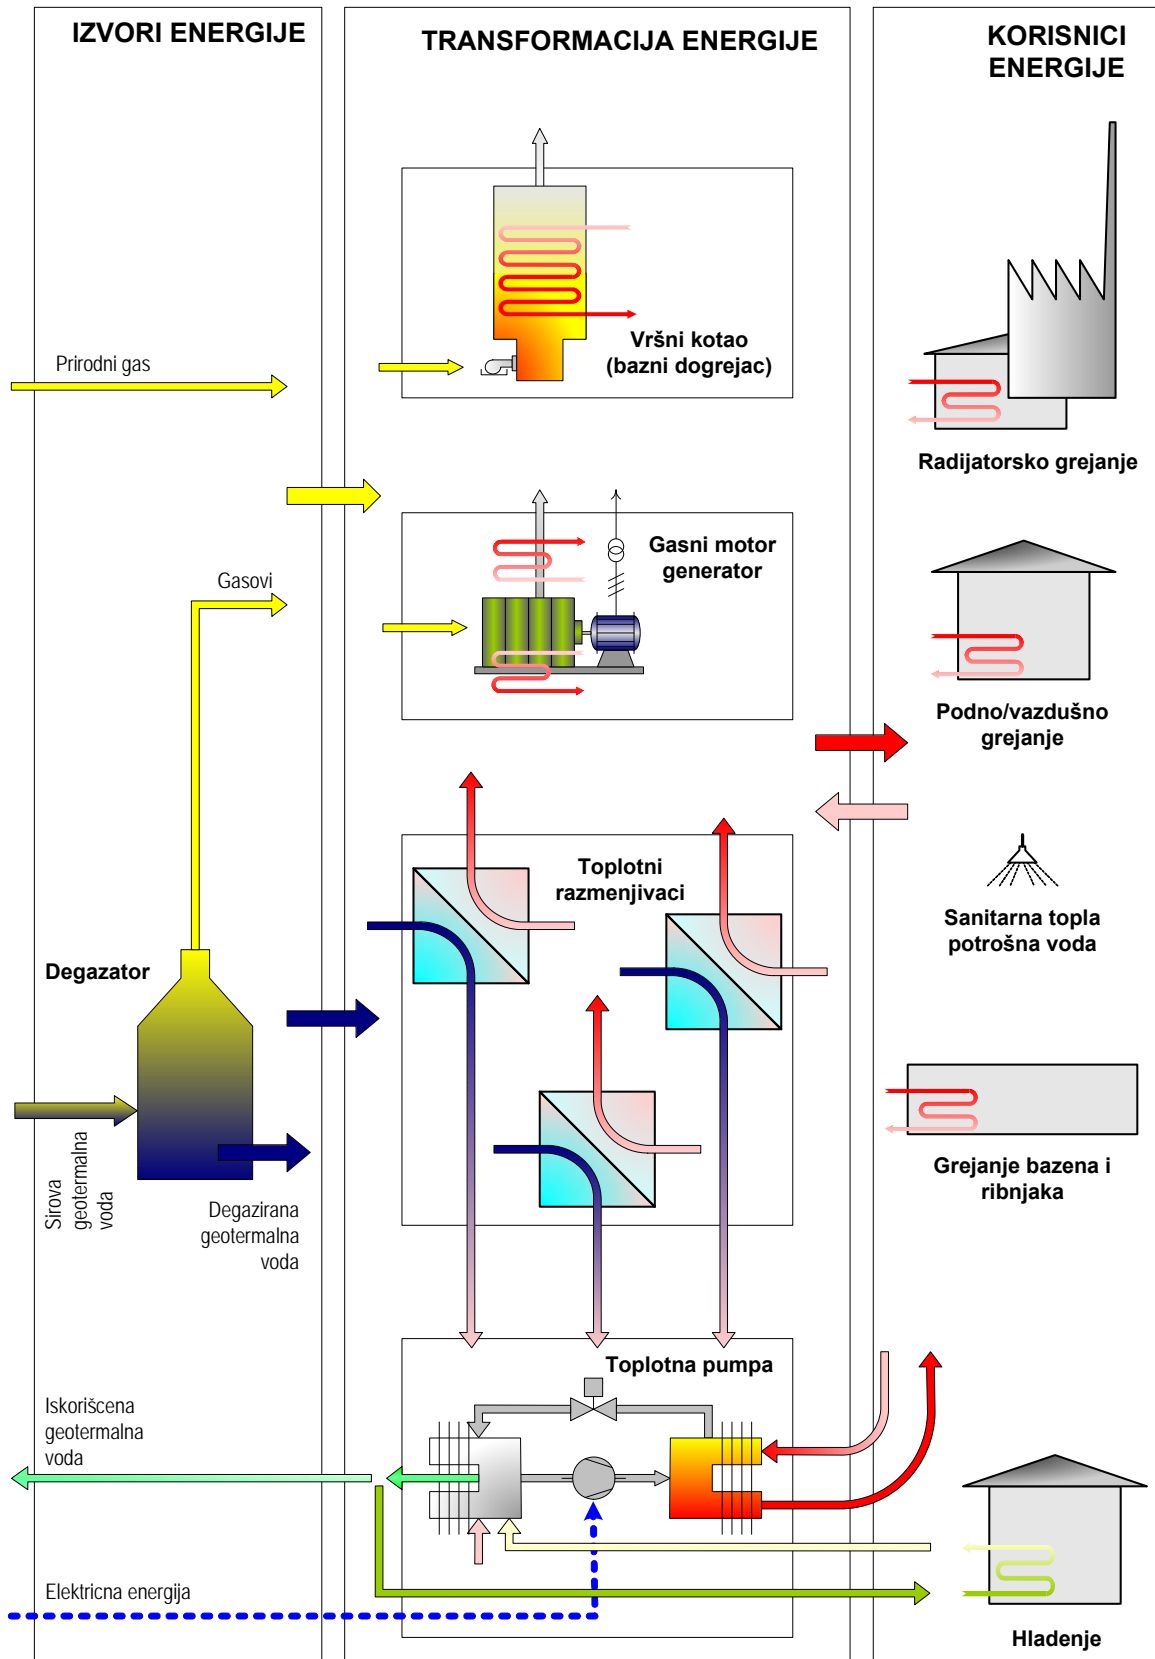 IZVORI ENERGIJE
TRANSFORMACIJA ENERGIJE
KORISNICI
ENERGIJE
Vršni kotao
(bazni dogrejac)
Prirodni gas
Radijatorsko grejanje
Gasni motor
generator
Gasovi
Podno/vazdušno
grejanje
Toplotni
razmenjivaci
Sanitarna topla
potrošna voda
Degazator
Sirova
geotermalna
voda
Degazirana
geotermalna
voda
Grejanje bazena i
ribnjaka
Toplotna pumpa
Iskorišcena
geotermalna
voda
Elektricna energija
Hladenje